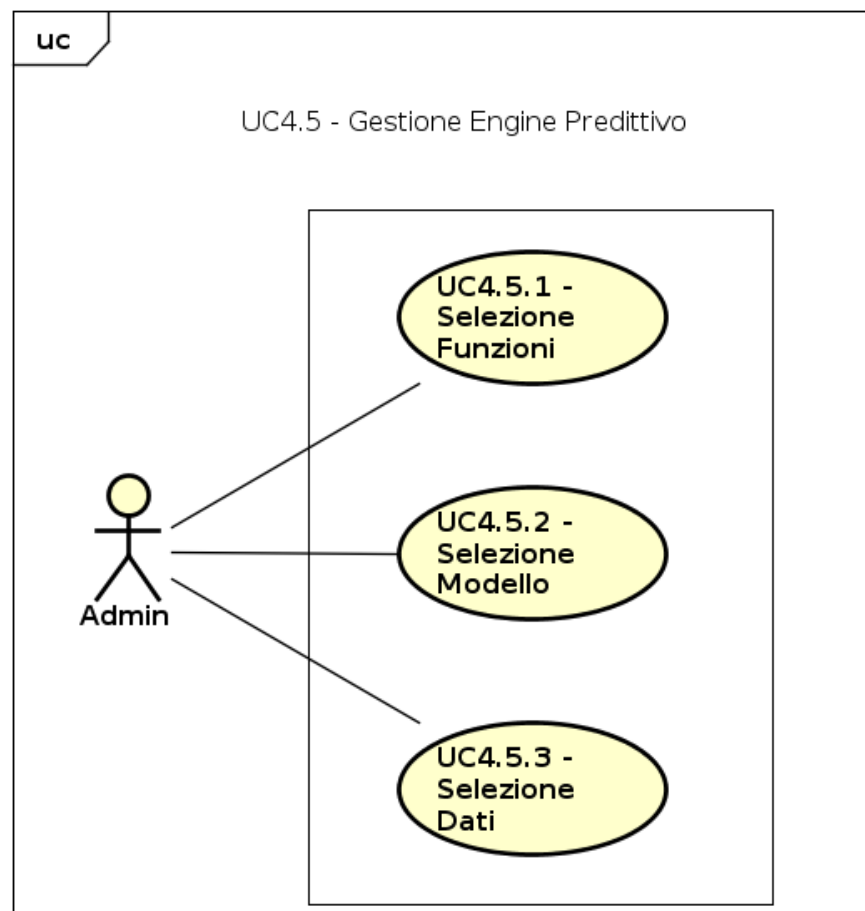 uc
UC4.5 - Gestione Engine Predittivo
UC4.5.1 -
Selezione
Funzioni
UC4.5.2 -
Selezione
Modello
Admin
UC4.5.3 -
Selezione
Dati